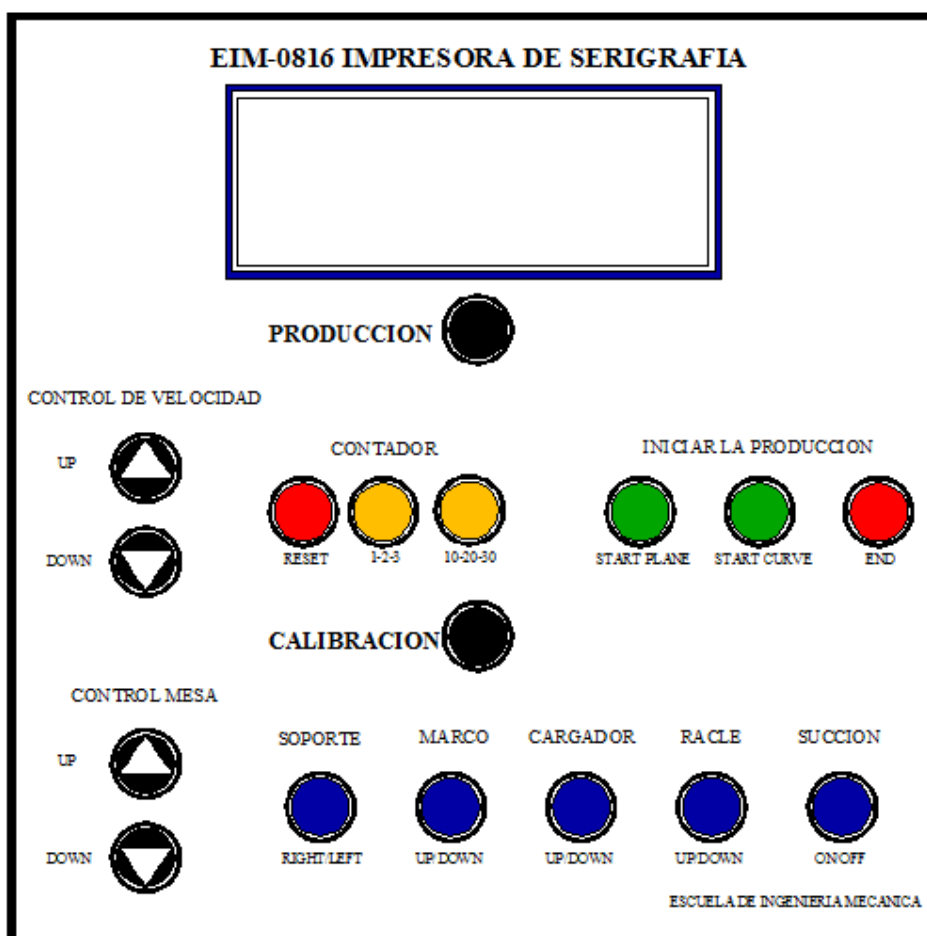 EIM-0816 IMPRESORA DE SERIGRAFIA
PRODUCCION
CONTROL DE VELOCIDAD
UP
DOWN
CONTADOR
RESET
1-2-3
10-20-30
INICIAR LA PRODUCCION
START PLANE
START CURVE
END
CALIBRACION
CONTROL MESA
UP
DOWN
SOPORTE
RIGHT/LEFT
MARCO
UP/DOWN
CARGADOR
UP/DOWN
RACLE
UP/DOWN
SUCCION
ON/OFF
ESCUELA DE INGENIERIA MECANICA